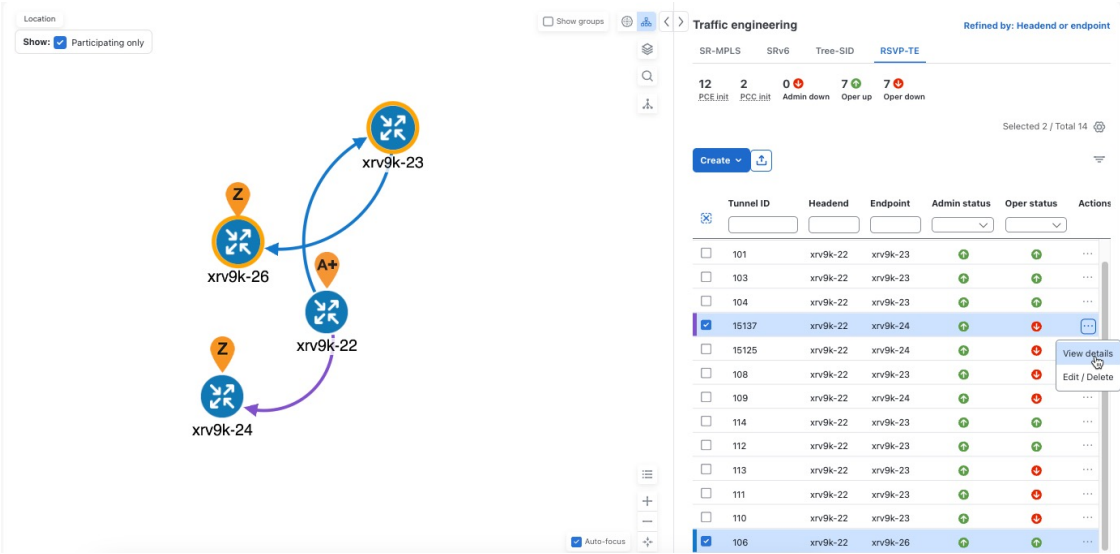 Location
Show: Participating only
Show groups
Z
xrv9k-26
xrv9k-23
A+
xrv9k-22
Z
xrv9k-24
Auto-focus
Traffic engineering
Refined by: Headend or endpoint
SR-MPLS SRv6 Tree-SID RSVP-TE
12 2 0 7 7
PCE init PCC init Admin down Oper up Oper down
Selected 2 / Total 14
Create
Tunnel ID Headend Endpoint Admin status Oper status Actions
101 xrv9k-22 xrv9k-23 ...
103 xrv9k-22 xrv9k-23 ...
104 xrv9k-22 xrv9k-23 ...
15137 xrv9k-22 xrv9k-24 ...
15125 xrv9k-22 xrv9k-24
View details
108 xrv9k-22 xrv9k-23
Edit / Delete
109 xrv9k-22 xrv9k-24 ...
114 xrv9k-22 xrv9k-23 ...
112 xrv9k-22 xrv9k-23 ...
113 xrv9k-22 xrv9k-23 ...
111 xrv9k-22 xrv9k-23 ...
110 xrv9k-22 xrv9k-23 ...
106 xrv9k-22 xrv9k-26 ...